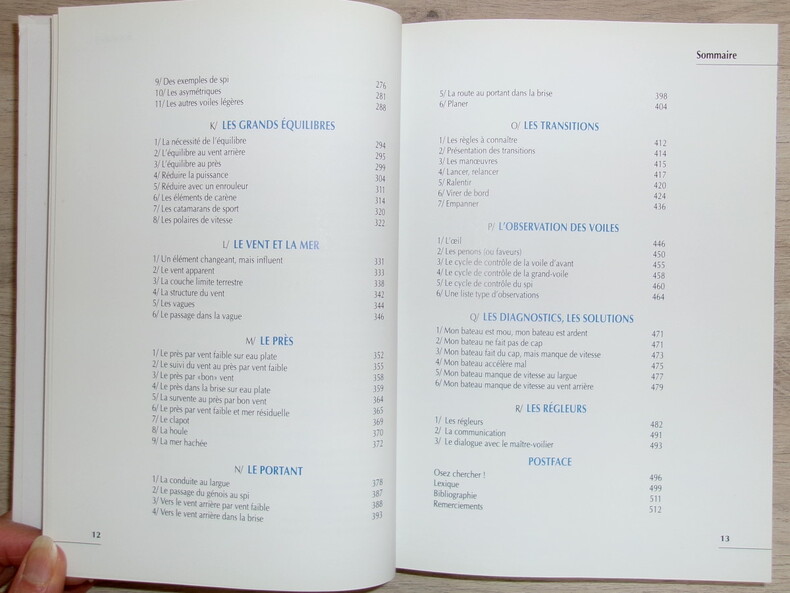 9/ Des exemples de spi 276
10/ Les asymétriques 281
11/ Les autres voiles légères 288
K/ LES GRANDS ÉQUILIBRES
1/ La nécessité de l'équilibre 294
2/ L'équilibre au vent arrière 295
3/ L'équilibre au près 299
4/ Réduire la puissance 304
5/ Réduire avec un enrouleur 311
6/ Les éléments de carène 314
7/ Les catamarans de sport 320
8/ Les polaires de vitesse 322
L/ LE VENT ET LA MER
1/ Un élément changeant, mais influent 331
2/ Le vent apparent 333
3/ La couche limite terrestre 338
4/ La structure du vent 342
5/ Les vagues 344
6/ Le passage dans la vague 346
M/ LE PRÈS
1/ Le près par vent faible sur eau plate 352
2/ Le suivi du vent au près par vent faible 355
3/ Le près par «bon» vent 358
4/ Le près dans la brise sur eau plate 359
5/ La survente au près par bon vent 364
6/ Le près par vent faible et mer résiduelle 365
7/ Le clapot 369
8/ La houle 370
9/ La mer hachée 372
N/ LE PORTANT
1/ La conduite au largue 378
2/ Le passage du génois au spi 387
3/ Vers le vent arrière par vent faible 388
4/ Vers le vent arrière dans la brise 393
12
Sommaire
5/ La route au portant dans la brise 398
6/ Planer 404
O/ LES TRANSITIONS
1/ Les règles à connaître 412
2/ Présentation des transitions 414
3/ Les manœuvres 415
4/ Lancer, relancer 417
5/ Ralentir 420
6/ Virer de bord 424
7/ Empanner 436
P/ L'OBSERVATION DES VOILES
1/ L'œil 446
2/ Les penons (ou faveurs) 450
3/ Le cycle de contrôle de la voile d'avant 455
4/ Le cycle de contrôle de la grand-voile 458
5/ Le cycle de contrôle du spi 460
6/ Une liste type d'observations 464
Q/ LES DIAGNOSTICS, LES SOLUTIONS
1/ Mon bateau est mou, mon bateau est ardent 471
2/ Mon bateau ne fait pas de cap 471
3/ Mon bateau fait du cap, mais manque de vitesse 473
4/ Mon bateau accélère mal 475
5/ Mon bateau manque de vitesse au largue 477
6/ Mon bateau manque de vitesse au vent arrière 479
R/ LES RÉGLEURS
1/ Les régleurs 482
2/ La communication 491
3/ Le dialogue avec le maître-voilier 493
POSTFACE
Osez chercher ! 496
Lexique 499
Bibliographie 511
Remerciements 512
13